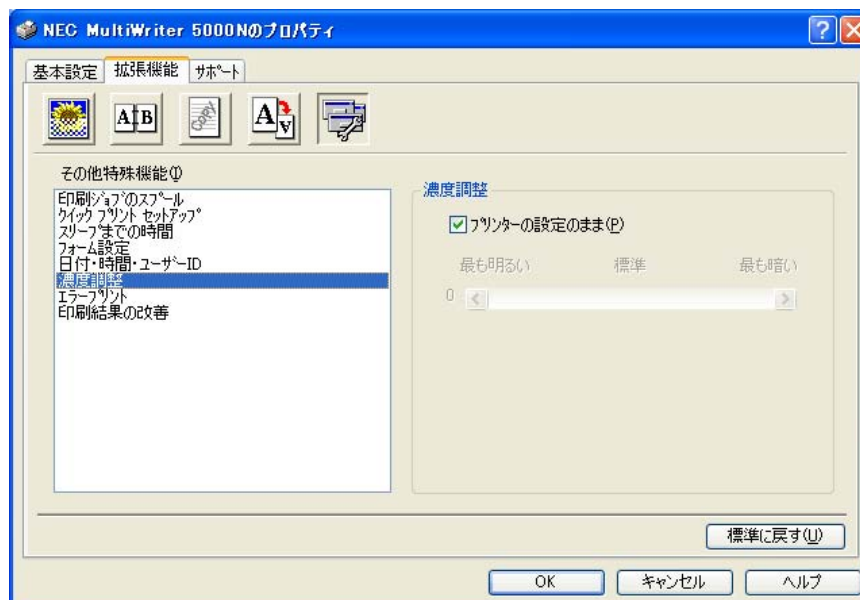 NEC MultiWriter 5000Nのプロパティ
基本設定 拡張機能 サポート
A B
Copy
A A
その他特殊機能(I)
印刷ジョブのスプール
クイック プリント セットアップ
スリープまでの時間
フォーム設定
日付・時間・ユーザーID
濃度調整
エラープリント
印刷結果の改善
濃度調整
プリンターの設定のまま(P)
最も明るい 標準 最も暗い
0
標準に戻す(U)
OK キャンセル ヘルプ